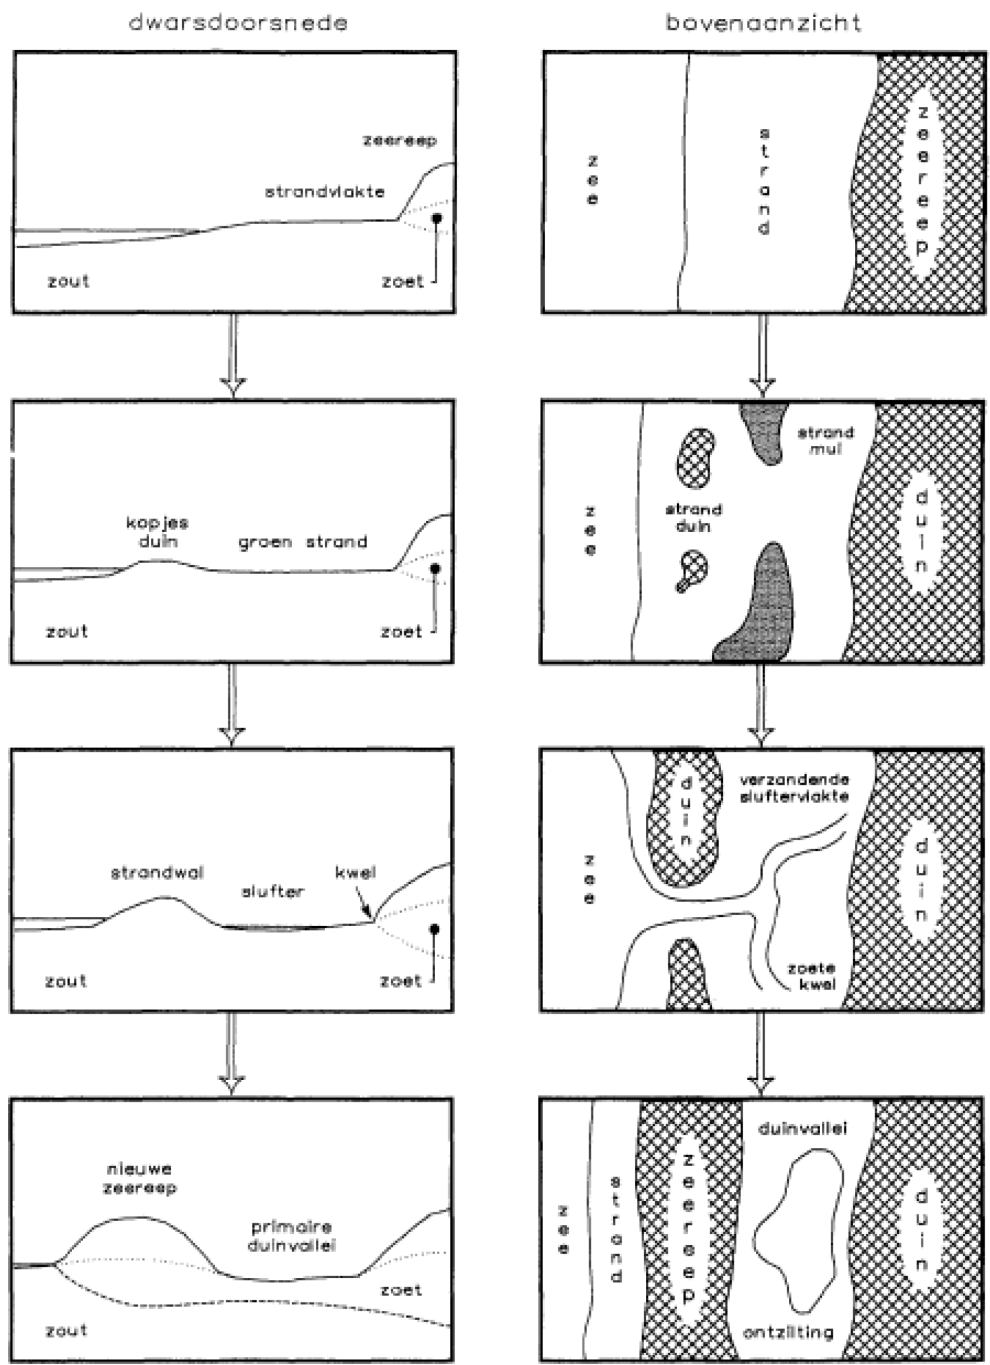 dwarsdoorsnede
bovenaanzicht
zeereep
strandvlakte
zout
zoet
zee
strand
zeereep
kopjes
duin
groen strand
zout
zoet
zee
strand
duin
strand
mui
duin
strandwal
slufter
kwel
zout
zoet
zee
duin
verzandende
sluftervlakte
zoete
kwel
duin
nieuwe
zeereep
primaire
duinvallei
zoet
zout
zee
strand
zeereep
duinvallei
ontzilting
duin